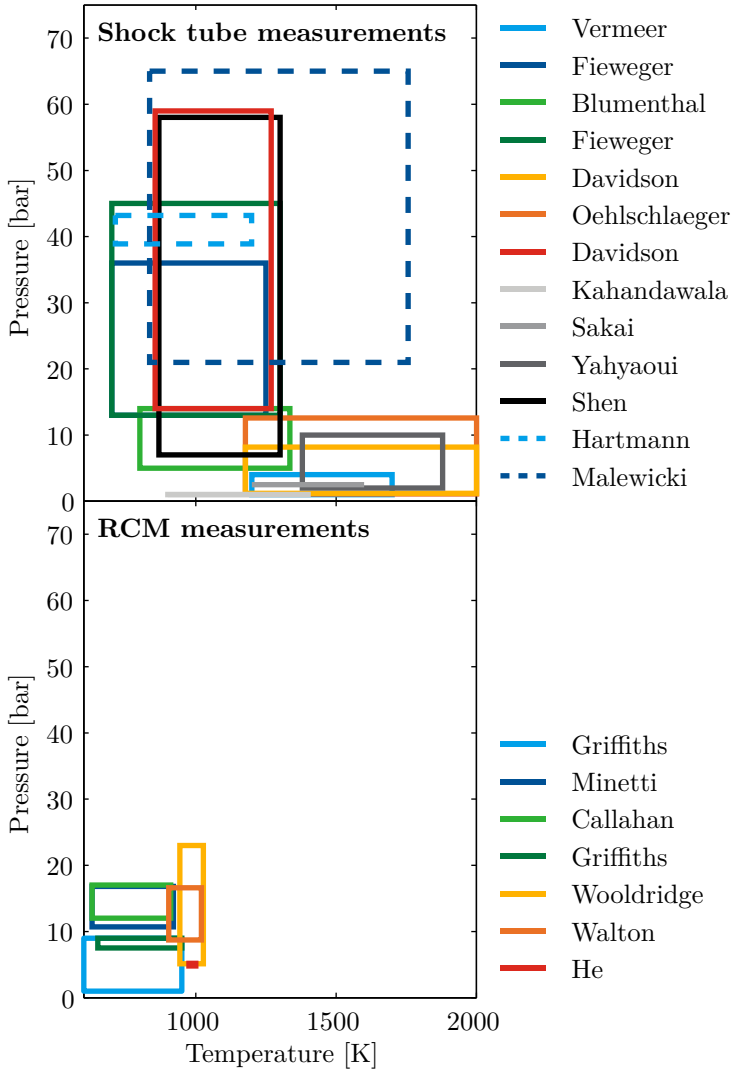 Shock tube measurements
70
60
50
40
30
20
10
0
Pressure [bar]
Vermeer
Fieweger
Blumenthal
Fieweger
Davidson
Oehlschlaeger
Davidson
Kahandawala
Sakai
Yahyaoui
Shen
Hartmann
Malewicki
RCM measurements
70
60
50
40
30
20
10
0
Pressure [bar]
1000
1500
2000
Temperature [K]
Griffiths
Minetti
Callahan
Griffiths
Wooldridge
Walton
He